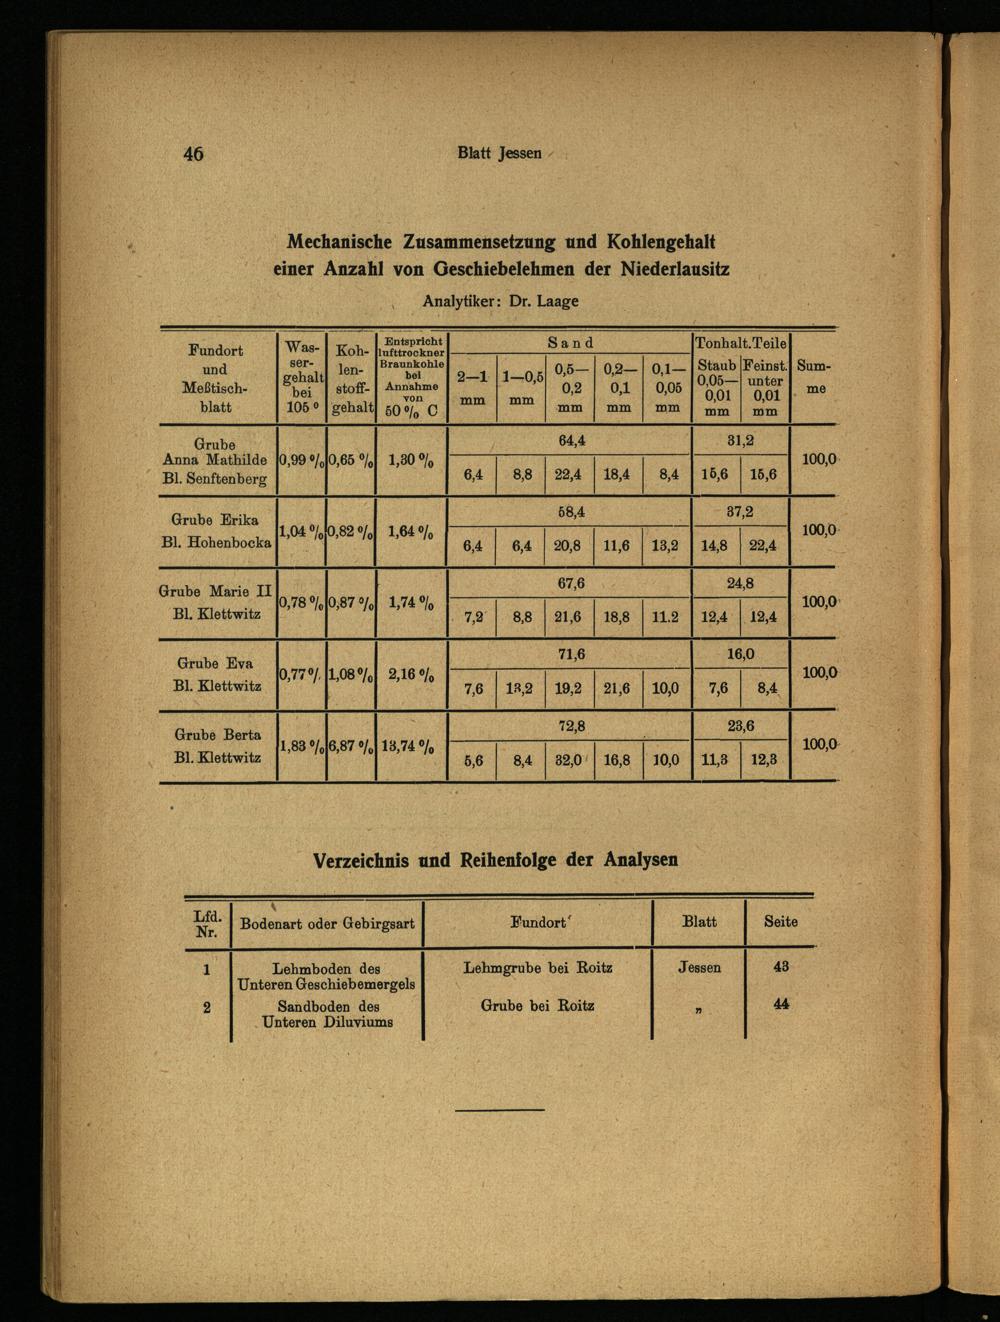 46
Blatt Jessen
Mechanische Zusammensetzung und Kohlengehalt
einer Anzahl von Geschiebelehmen der Niederlausitz
Analytiker: Dr. Laage
Fundort und Meßtisch-blatt | Was-ser-gehalt bei 105° | Koh-len-stoff-gehalt | Entspricht lufttrockner Braunkohle bei Annahme von 50% C | Sand | Tonhalt.Teile | Sum-me
2—1 mm | 1—0,5 mm | 0,5—0,2 mm | 0,2—0,1 mm | 0,1—0,05 mm | Staub 0,05—0,01 mm | Feinst. unter 0,01 mm
Grube Anna Mathilde Bl. Senftenberg | 0,99 % | 0,65 % | 1,30 % | 64,4 | 31,2 | 100,0
6,4 | 8,8 | 22,4 | 18,4 | 8,4 | 15,6 | 15,6
Grube Erika Bl. Hohenbocka | 1,04 % | 0,82 % | 1,64 % | 58,4 | 37,2 | 100,0
6,4 | 6,4 | 20,8 | 11,6 | 13,2 | 14,8 | 22,4
Grube Marie II Bl. Klettwitz | 0,78 % | 0,87 % | 1,74 % | 67,6 | 24,8 | 100,0
7,2 | 8,8 | 21,6 | 18,8 | 11.2 | 12,4 | 12,4
Grube Eva Bl. Klettwitz | 0,77 % | 1,08 % | 2,16 % | 71,6 | 16,0 | 100,0
7,6 | 13,2 | 19,2 | 21,6 | 10,0 | 7,6 | 8,4
Grube Berta Bl. Klettwitz | 1,83 % | 6,87 % | 13,74 % | 72,8 | 23,6 | 100,0
5,6 | 8,4 | 32,0 | 16,8 | 10,0 | 11,3 | 12,3
Verzeichnis und Reihenfolge der Analysen
Lfd. Nr. | Bodenart oder Gebirgsart | Fundort | Blatt | Seite
1 | Lehmboden des | Lehmgrube bei Roitz | Jessen | 43
Unteren Geschiebemergels
2 | Sandboden des | Grube bei Roitz | „ | 44
Unteren Diluviums